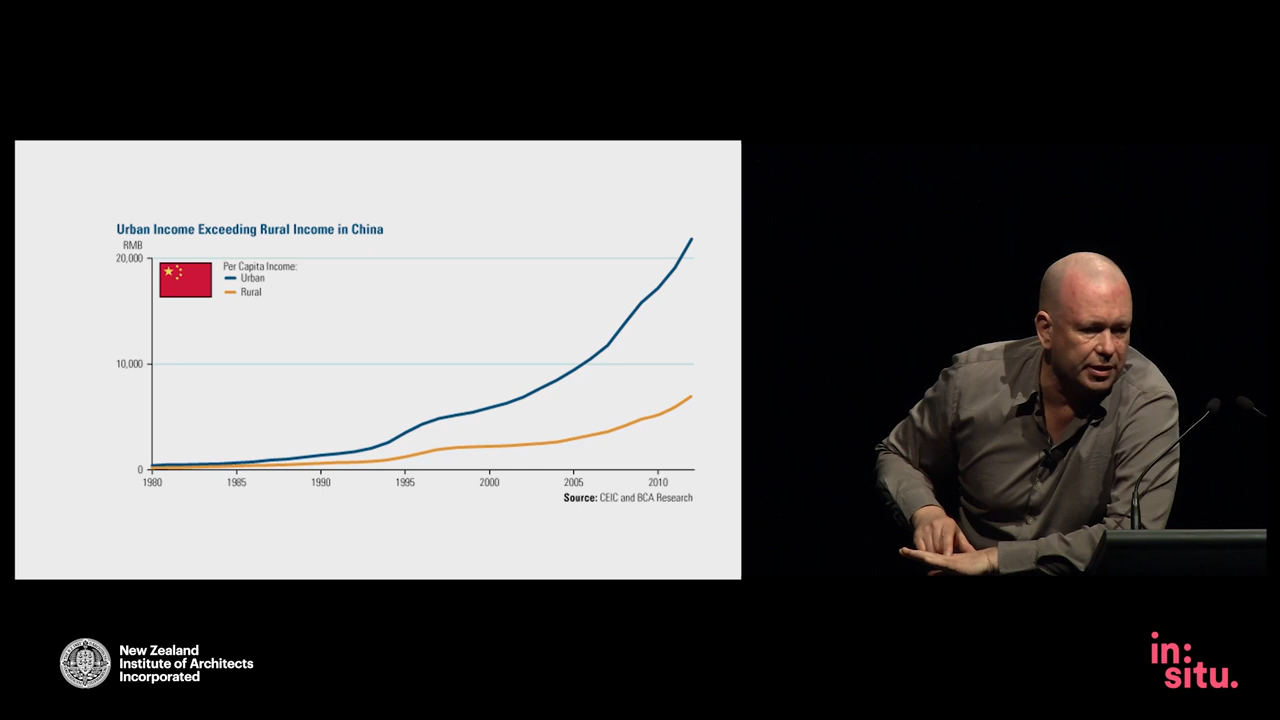 Urban Income Exceeding Rural Income in China
RMB
20,000
10,000
0
Per Capita Income:
Urban
Rural
1980
1985
1990
1995
2000
2005
2010
Source: CEIC and BCA Research
New Zealand
Institute of Architects
Incorporated
in:
situ.